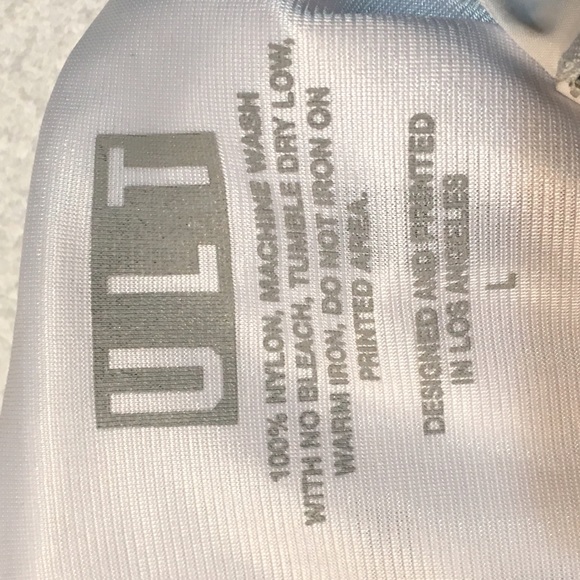 ULT
100% NYLON, MACHINE WASH
WITH NO BLEACH, TUMBLE DRY LOW,
WARM IRON, DO NOT IRON ON
PRINTED AREA.
DESIGNED AND PRINTED
IN LOS ANGELES
L